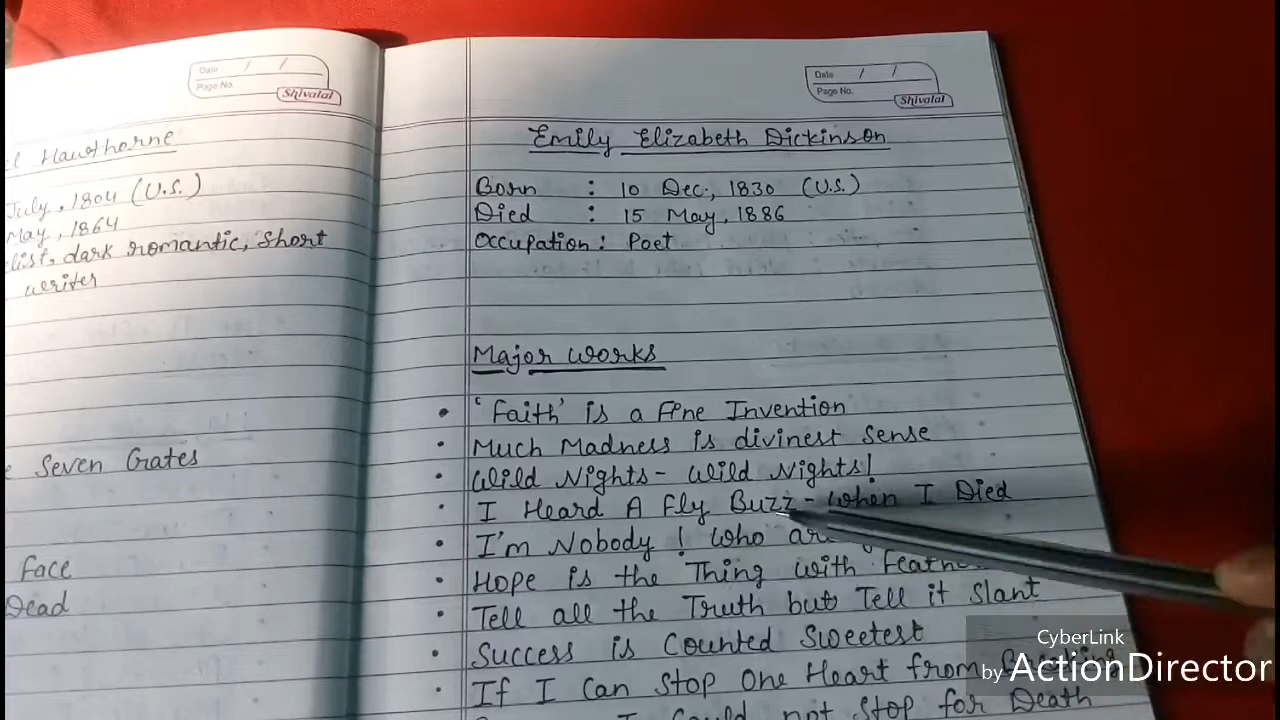 Date / /
Page No.
Shivalal
Hawthorne
July, 1804 (U.S.)
May, 1864
dark romantic, short
writer
Seven Grates
Face
Dead
Date / /
Page No.
Shivalal
Emily Elizabeth Dickinson
Born : 10 Dec., 1830 (U.S.)
Died : 15 May, 1886
Occupation : Poet
Major Works
• 'Faith' is a Fine Invention
• Much Madness is divinest Sense
• Wild Nights - Wild Nights!
• I Heard A Fly Buzz - When I Died
• I'm Nobody ! Who
• Hope is the Thing with
• Tell all the Truth but Tell it Slant
• Success is Counted Sweetest
• If I Can Stop One Heart from
I Could not Stop for Death
CyberLink
by ActionDirector